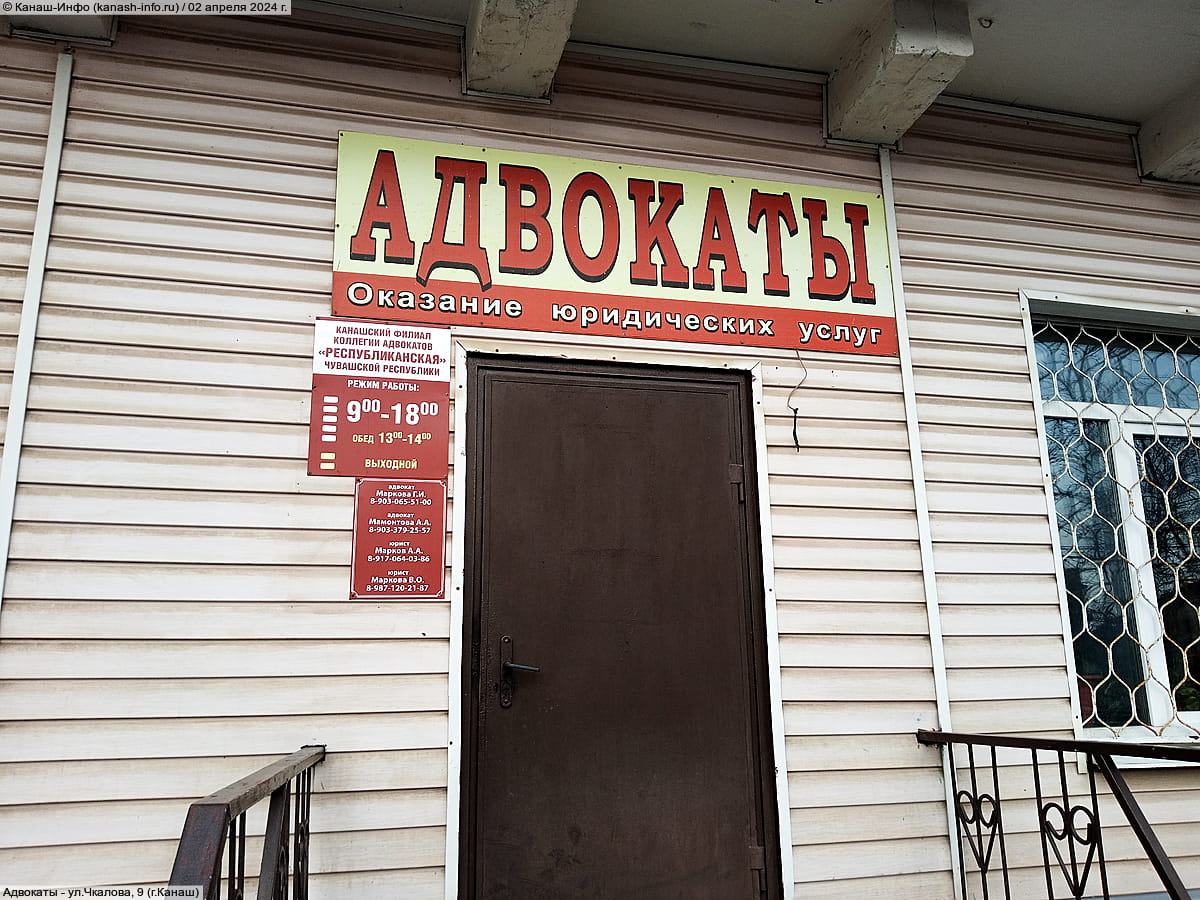 © Канаш-Инфо (kanash-info.ru) / 02 апреля 2024 г.
АДВОКАТЫ
Оказание юридических услуг
КАНАШСКИЙ ФИЛИАЛ
КОЛЛЕГИИ АДВОКАТОВ
«РЕСПУБЛИКАНСКАЯ»
ЧУВАШСКОЙ РЕСПУБЛИКИ
РЕЖИМ РАБОТЫ:
9⁰⁰-18⁰⁰
ОБЕД 13⁰⁰-14⁰⁰
ВЫХОДНОЙ
адвокат
Маркова Г.И.
8-903-065-51-00
адвокат
Мамонтова А.А.
8-903-379-25-57
юрист
Марков А.А.
8-917-064-03-86
юрист
Маркова В.О.
8-987-120-21-87
Адвокаты - ул.Чкалова, 9 (г.Канаш)